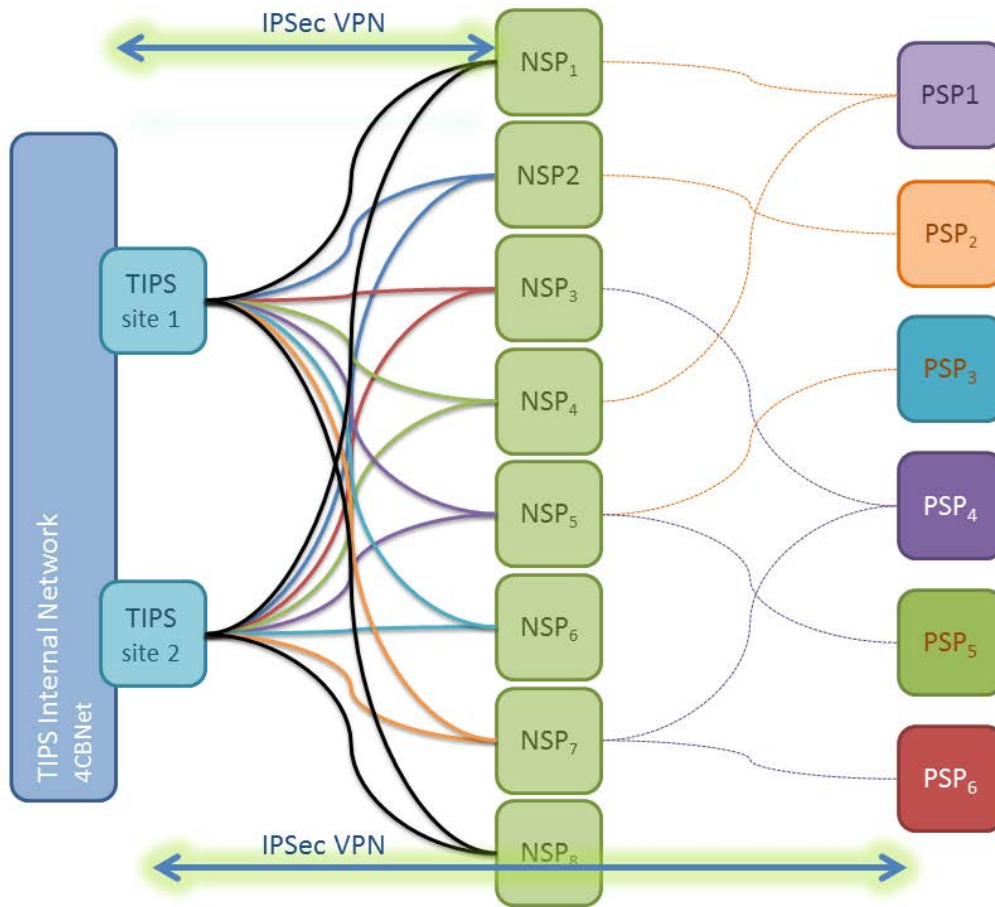 IPSec VPN
NSP₁
NSP2
NSP₃
NSP₄
NSP₅
NSP₆
NSP₇
NSP₈
PSP1
PSP₂
PSP₃
PSP₄
PSP₅
PSP₆
TIPS
site 1
TIPS
site 2
TIPS Internal Network
4CBNet
IPSec VPN